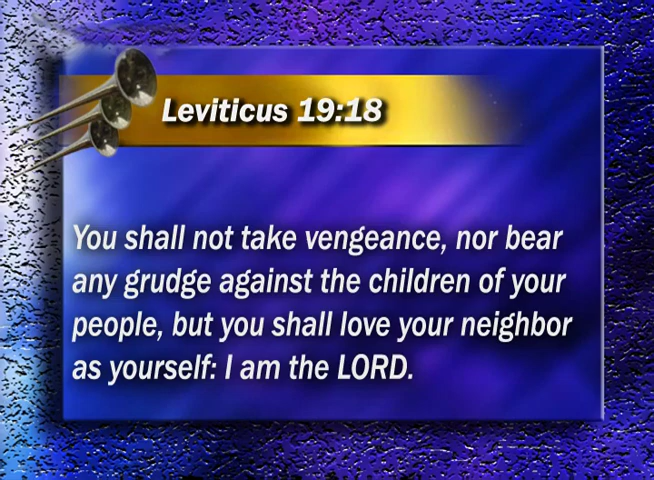 Leviticus 19:18
You shall not take vengeance, nor bear
any grudge against the children of your
people, but you shall love your neighbor
as yourself: I am the LORD.